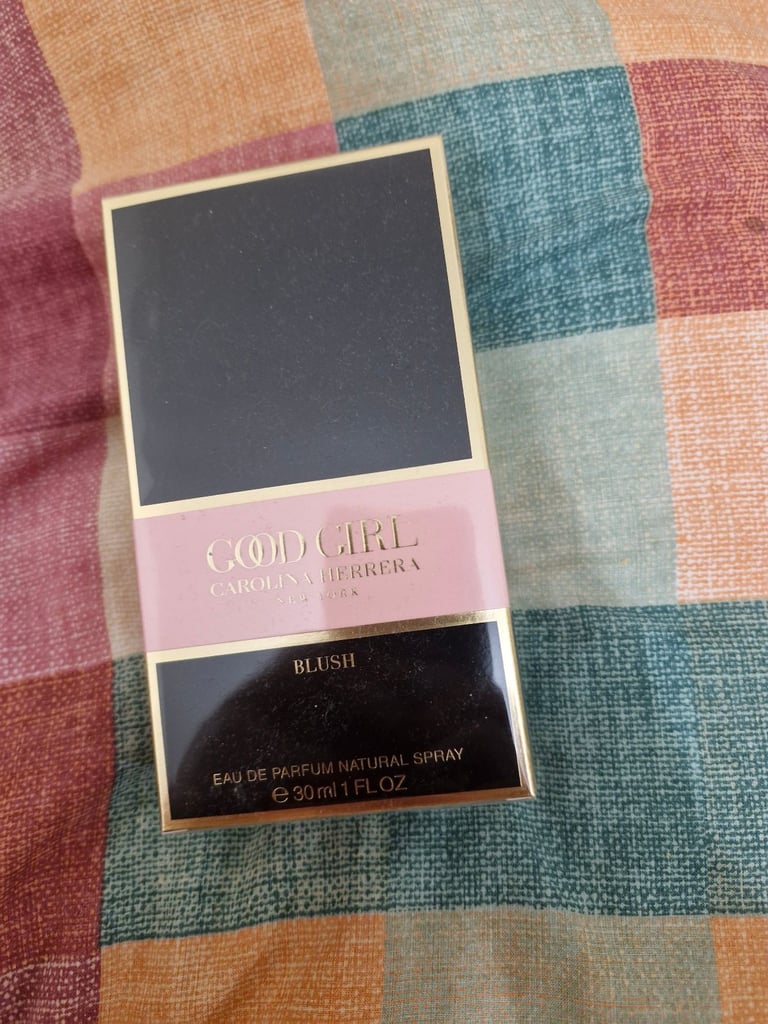 GOOD GIRL
CAROLINA HERRERA
NEW YORK
BLUSH
EAU DE PARFUM NATURAL SPRAY
℮ 30 ml 1 FL OZ